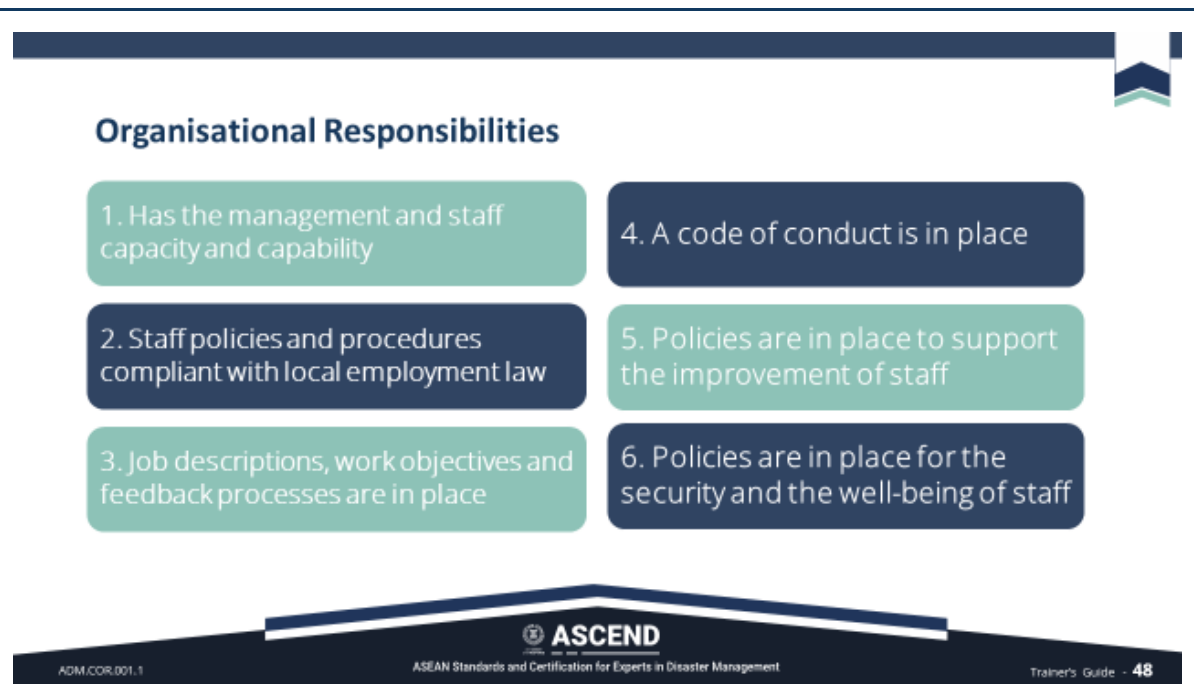 Organisational Responsibilities
1. Has the management and staff
capacity and capability
2. Staff policies and procedures
compliant with local employment law
3. Job descriptions, work objectives and
feedback processes are in place
4. A code of conduct is in place
5. Policies are in place to support
the improvement of staff
6. Policies are in place for the
security and the well-being of staff
ASCEND
ASEAN Standards and Certification for Experts in Disaster Management
ADM.COR.001.1
Trainer's Guide - 48